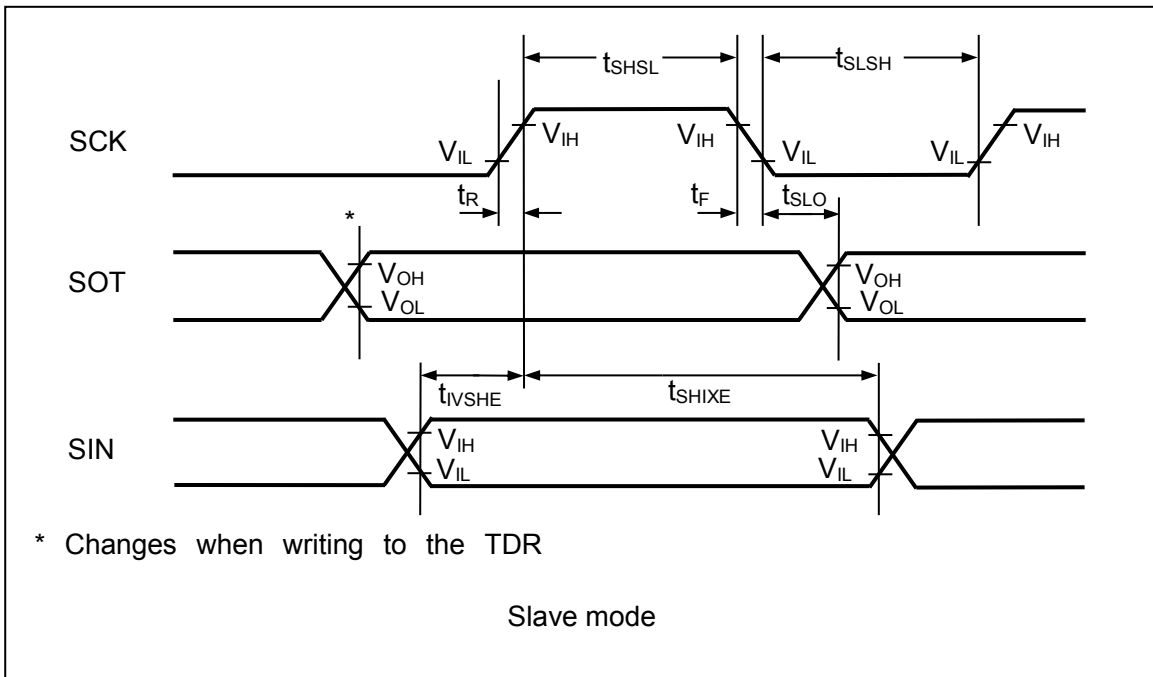 tSHSL
tSLSH
SCK
VIH
VIH
VIH
VIL
VIL
VIL
tR
tF
tSLO
*
SOT
VOH
VOH
VOL
VOL
tIVSHE
tSHIXE
SIN
VIH
VIH
VIL
VIL
* Changes when writing to the TDR
Slave mode